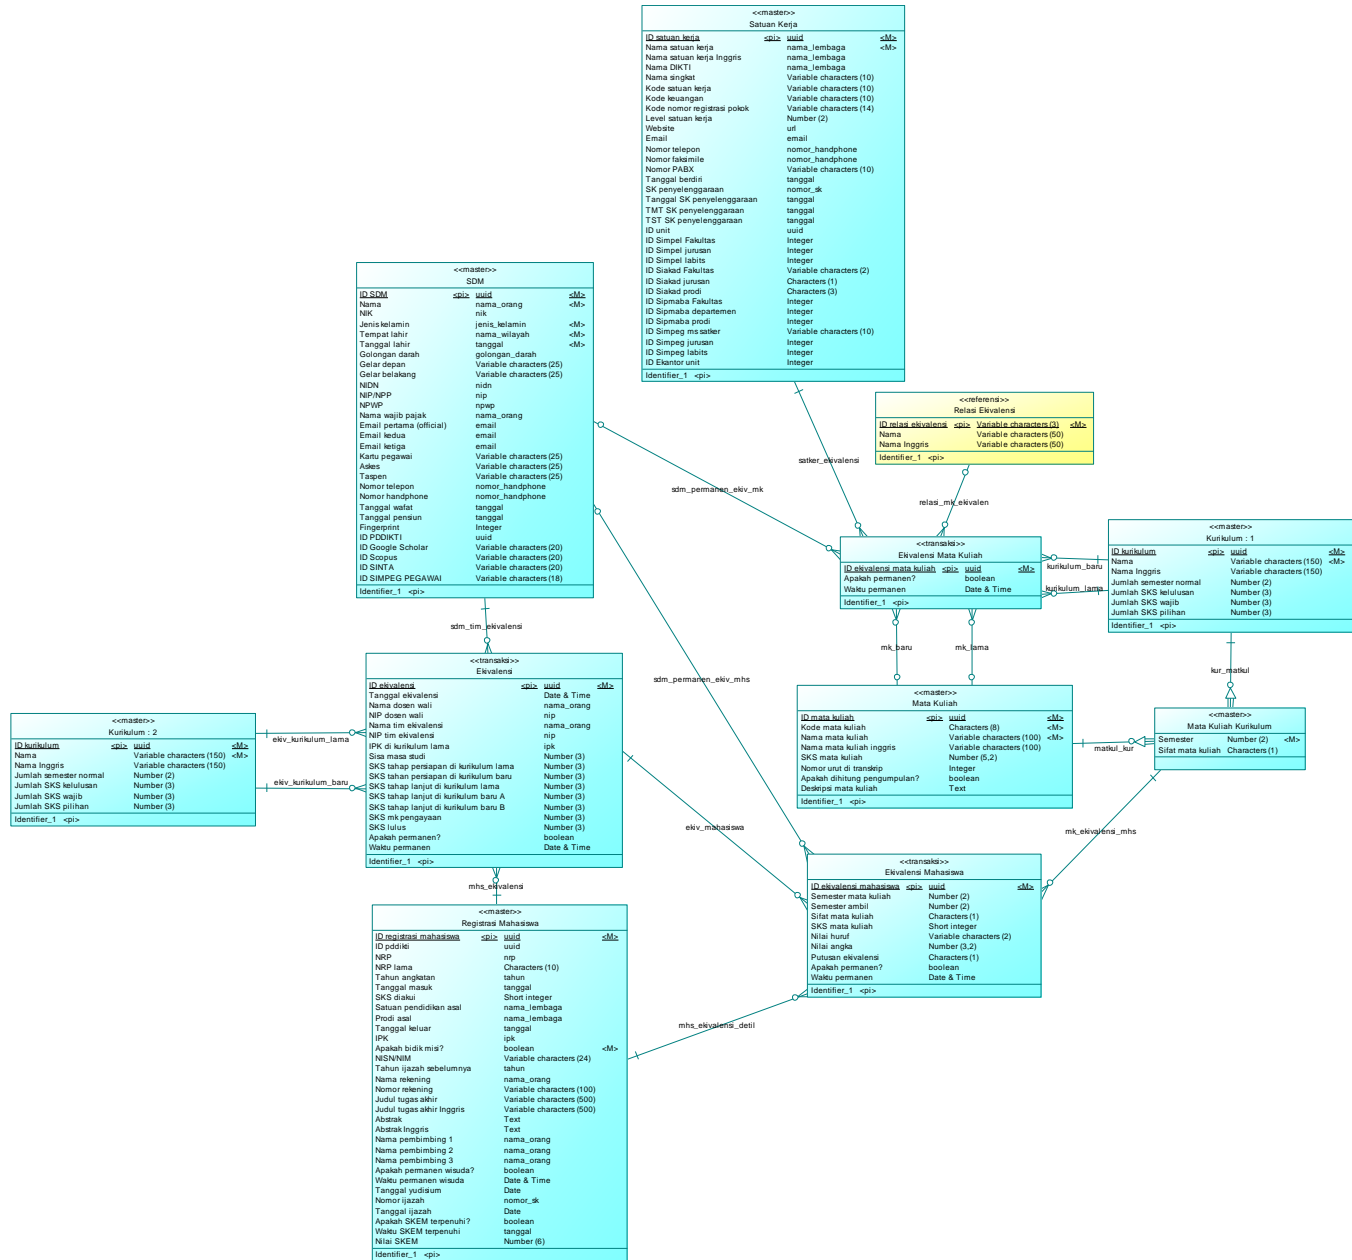 <<master>>
Satuan Kerja
ID satuan kerja <pi> uuid <M>
Nama satuan kerja nama_lembaga <M>
Nama satuan kerja Inggris nama_lembaga
Nama DIKTI nama_lembaga
Nama singkat Variable characters (10)
Kode satuan kerja Variable characters (10)
Kode keuangan Variable characters (10)
Kode nomor registrasi pokok Variable characters (14)
Level satuan kerja Number (2)
Website url
Email email
Nomor telepon nomor_handphone
Nomor faksimile nomor_handphone
Nomor PABX Variable characters (10)
Tanggal berdiri tanggal
SK penyelenggaraan nomor_sk
Tanggal SK penyelenggaraan tanggal
TMT SK penyelenggaraan tanggal
TST SK penyelenggaraan tanggal
ID unit uuid
ID Simpel Fakultas Integer
ID Simpel jurusan Integer
ID Simpel labits Integer
ID Siakad Fakultas Variable characters (2)
ID Siakad jurusan Characters (1)
ID Siakad prodi Characters (3)
ID Sipmaba Fakultas Integer
ID Sipmaba departemen Integer
ID Sipmaba prodi Integer
ID Simpeg ms satker Variable characters (10)
ID Simpeg jurusan Integer
ID Simpeg labits Integer
ID Ekantor unit Integer
Identifier_1 <pi>
<<master>>
SDM
ID SDM <pi> uuid <M>
Nama nama_orang <M>
NIK nik
Jenis kelamin jenis_kelamin <M>
Tempat lahir nama_wilayah <M>
Tanggal lahir tanggal <M>
Golongan darah golongan_darah
Gelar depan Variable characters (25)
Gelar belakang Variable characters (25)
NIDN nidn
NIP/NPP nip
NPWP npwp
Nama wajib pajak nama_orang
Email pertama (official) email
Email kedua email
Email ketiga email
Kartu pegawai Variable characters (25)
Askes Variable characters (25)
Taspen Variable characters (25)
Nomor telepon nomor_handphone
Nomor handphone nomor_handphone
Tanggal wafat tanggal
Tanggal pensiun tanggal
Fingerprint Integer
ID PDDIKTI uuid
ID Google Scholar Variable characters (20)
ID Scopus Variable characters (20)
ID SINTA Variable characters (20)
ID SIMPEG PEGAWAI Variable characters (18)
Identifier_1 <pi>
<<referensi>>
Relasi Ekivalensi
ID relasi ekivalensi <pi> Variable characters (3) <M>
Nama Variable characters (50)
Nama Inggris Variable characters (50)
Identifier_1 <pi>
satker_ekivalensi
sdm_permanen_ekiv_mk
relasi_mk_ekivalen
<<transaksi>>
Ekivalensi Mata Kuliah
ID ekivalensi mata kuliah <pi> uuid <M>
Apakah permanen? boolean
Waktu permanen Date & Time
Identifier_1 <pi>
kurikulum_baru
kurikulum_lama
<<master>>
Kurikulum : 1
ID kurikulum <pi> uuid <M>
Nama Variable characters (150) <M>
Nama Inggris Variable characters (150)
Jumlah semester normal Number (2)
Jumlah SKS kelulusan Number (3)
Jumlah SKS wajib Number (3)
Jumlah SKS pilihan Number (3)
Identifier_1 <pi>
sdm_tim_ekivalensi
mk_baru
mk_lama
kur_matkul
sdm_permanen_ekiv_mhs
<<transaksi>>
Ekivalensi
ID ekivalensi <pi> uuid <M>
Tanggal ekivalensi Date & Time
Nama dosen wali nama_orang
NIP dosen wali nip
Nama tim ekivalensi nama_orang
NIP tim ekivalensi nip
IPK di kurikulum lama ipk
Sisa masa studi Number (3)
SKS tahap persiapan di kurikulum lama Number (3)
SKS tahan persiapan di kurikulum baru Number (3)
SKS tahap lanjut di kurikulum lama Number (3)
SKS tahap lanjut di kurikulum baru A Number (3)
SKS tahap lanjut di kurikulum baru B Number (3)
SKS mk pengayaan Number (3)
SKS lulus Number (3)
Apakah permanen? boolean
Waktu permanen Date & Time
Identifier_1 <pi>
<<master>>
Kurikulum : 2
ID kurikulum <pi> uuid <M>
Nama Variable characters (150) <M>
Nama Inggris Variable characters (150)
Jumlah semester normal Number (2)
Jumlah SKS kelulusan Number (3)
Jumlah SKS wajib Number (3)
Jumlah SKS pilihan Number (3)
Identifier_1 <pi>
ekiv_kurikulum_lama
ekiv_kurikulum_baru
<<master>>
Mata Kuliah
ID mata kuliah <pi> uuid <M>
Kode mata kuliah Characters (8) <M>
Nama mata kuliah Variable characters (100) <M>
Nama mata kuliah inggris Variable characters (100)
SKS mata kuliah Number (5,2)
Nomor urut di transkrip Integer
Apakah dihitung pengumpulan? boolean
Deskripsi mata kuliah Text
Identifier_1 <pi>
matkul_kur
<<master>>
Mata Kuliah Kurikulum
Semester Number (2) <M>
Sifat mata kuliah Characters (1)
ekiv_mahasiswa
mk_ekivalensi_mhs
<<transaksi>>
Ekivalensi Mahasiswa
ID ekivalensi mahasiswa <pi> uuid <M>
Semester mata kuliah Number (2)
Semester ambil Number (2)
Sifat mata kuliah Characters (1)
SKS mata kuliah Short integer
Nilai huruf Variable characters (2)
Nilai angka Number (3,2)
Putusan ekivalensi Characters (1)
Apakah permanen? boolean
Waktu permanen Date & Time
Identifier_1 <pi>
mhs_ekivalensi
<<master>>
Registrasi Mahasiswa
ID registrasi mahasiswa <pi> uuid <M>
ID pddikti uuid
NRP nrp
NRP lama Characters (10)
Tahun angkatan tahun
Tanggal masuk tanggal
SKS diakui Short integer
Satuan pendidikan asal nama_lembaga
Prodi asal nama_lembaga
Tanggal keluar tanggal
IPK ipk
Apakah bidik misi? boolean <M>
NISN/NIM Variable characters (24)
Tahun ijazah sebelumnya tahun
Nama rekening nama_orang
Nomor rekening Variable characters (100)
Judul tugas akhir Variable characters (500)
Judul tugas akhir Inggris Variable characters (500)
Abstrak Text
Abstrak Inggris Text
Nama pembimbing 1 nama_orang
Nama pembimbing 2 nama_orang
Nama pembimbing 3 nama_orang
Apakah permanen wisuda? boolean
Waktu permanen wisuda Date & Time
Tanggal yudisium Date
Nomor ijazah nomor_sk
Tanggal ijazah Date
Apakah SKEM terpenuhi? boolean
Waktu SKEM terpenuhi tanggal
Nilai SKEM Number (6)
Identifier_1 <pi>
mhs_ekivalensi_detil